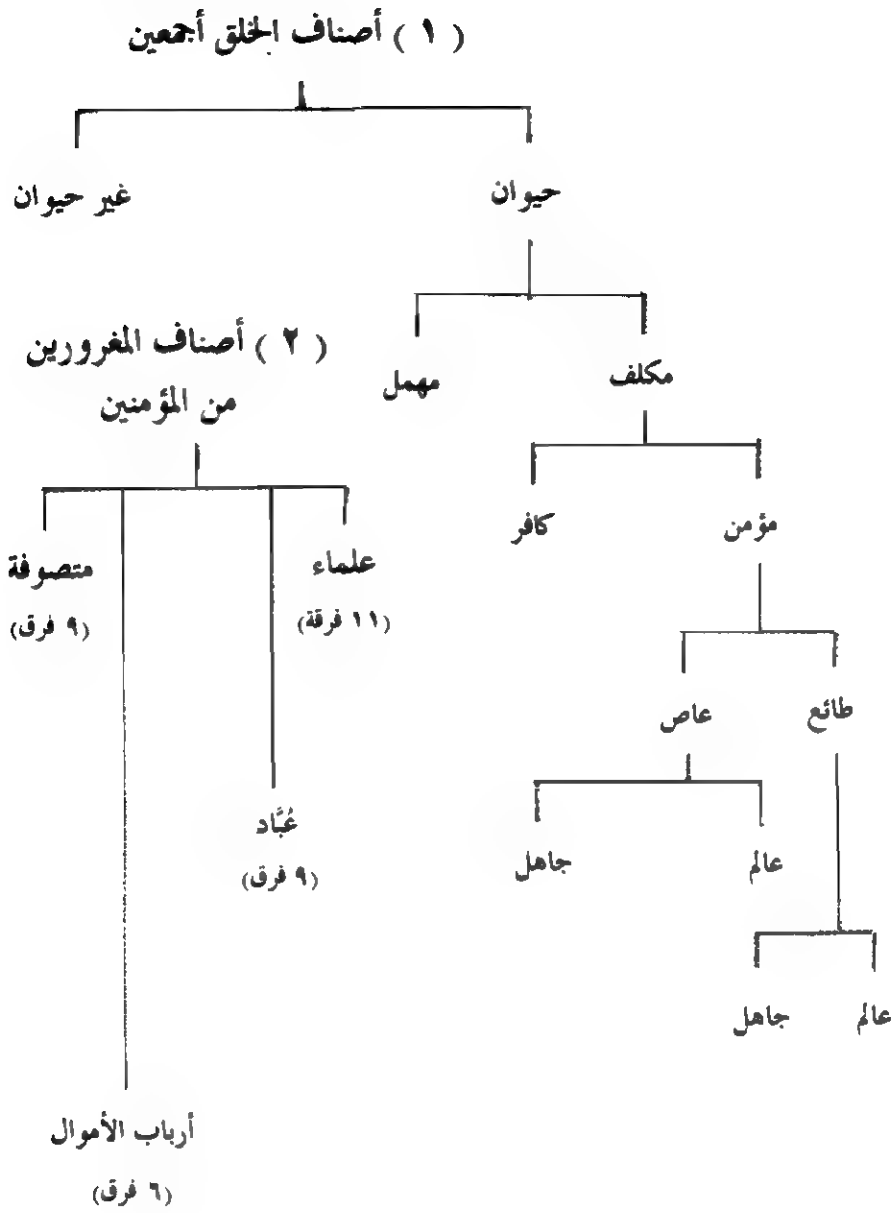 ( ١ ) أصناف الخلق أجمعين
حيوان
غير حيوان
مكلف
مهمل
مؤمن
كافر
طائع
عاص
عالم
جاهل
عالم
جاهل
( ٢ ) أصناف المغرورين
من المؤمنين
علماء
(١١ فرقة)
عُبَّاد
(٩ فرق)
أرباب الأموال
(٦ فرق)
متصوفة
(٩ فرق)